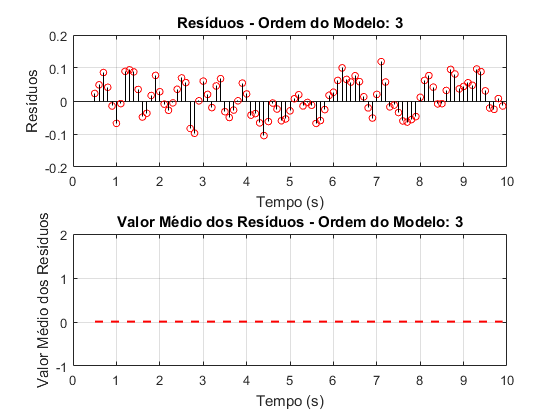 Resíduos - Ordem do Modelo: 3
0.2
0.1
0
-0.1
-0.2
Resíduos
0 1 2 3 4 5 6 7 8 9 10
Tempo (s)
Valor Médio dos Resíduos - Ordem do Modelo: 3
2
1
0
-1
Valor Médio dos Resíduos
0 1 2 3 4 5 6 7 8 9 10
Tempo (s)